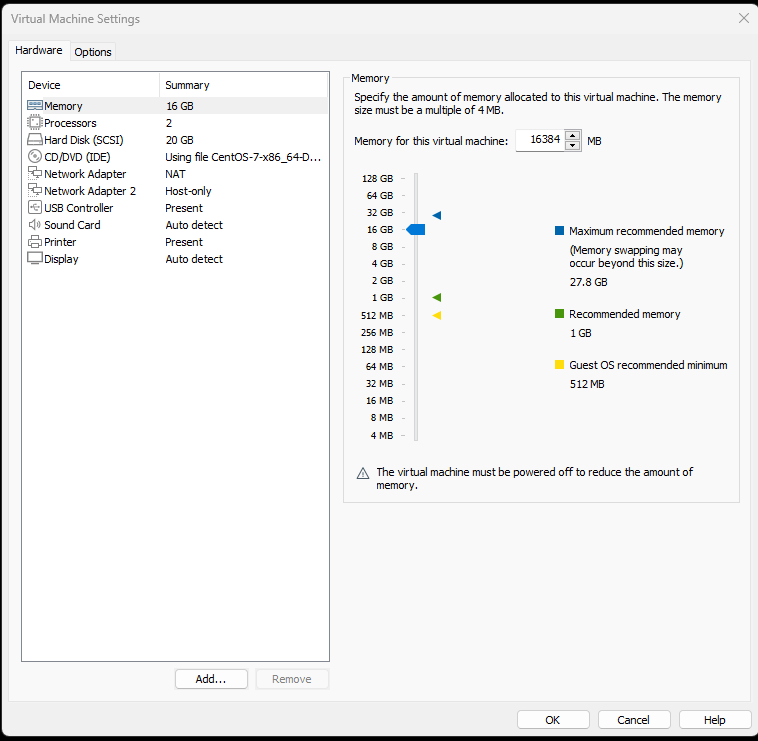 Virtual Machine Settings
Hardware Options
Device Summary
Memory 16 GB
Processors 2
Hard Disk (SCSI) 20 GB
CD/DVD (IDE) Using file CentOS-7-x86_64-D...
Network Adapter NAT
Network Adapter 2 Host-only
USB Controller Present
Sound Card Auto detect
Printer Present
Display Auto detect
Add... Remove
Memory
Specify the amount of memory allocated to this virtual machine. The memory
size must be a multiple of 4 MB.
Memory for this virtual machine: 16384 MB
128 GB
64 GB
32 GB
16 GB
8 GB
4 GB
2 GB
1 GB
512 MB
256 MB
128 MB
64 MB
32 MB
16 MB
8 MB
4 MB
Maximum recommended memory
(Memory swapping may
occur beyond this size.)
27.8 GB
Recommended memory
1 GB
Guest OS recommended minimum
512 MB
The virtual machine must be powered off to reduce the amount of
memory.
OK Cancel Help